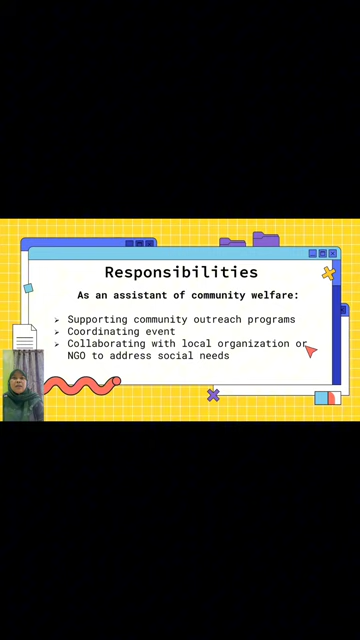 Responsibilities
As an assistant of community welfare:
➢ Supporting community outreach programs
➢ Coordinating event
➢ Collaborating with local organization or
NGO to address social needs